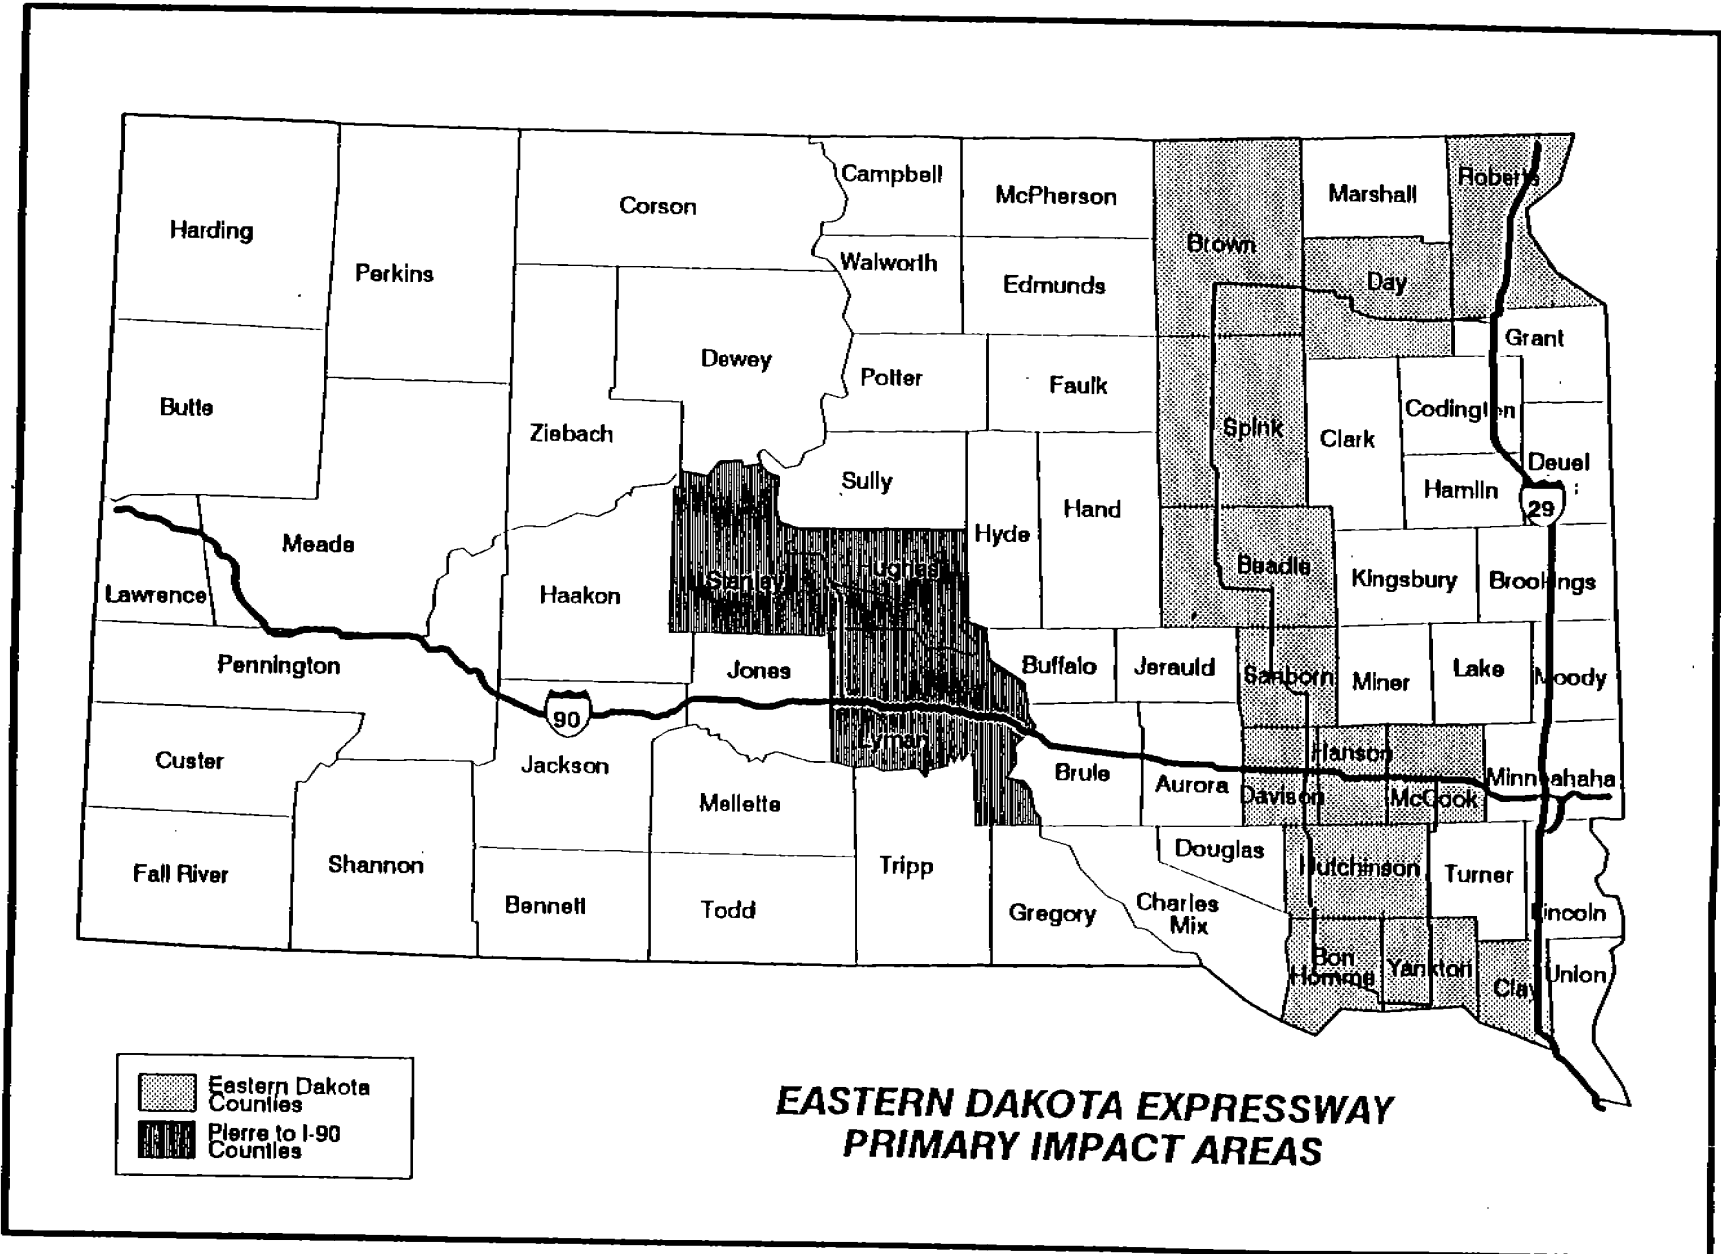 Campbell
McPherson
Marshall
Roberts
Harding
Corson
Brown
Perkins
Walworth
Edmunds
Day
Grant
Dewey
Potter
Faulk
Butte
Ziebach
Spink
Clark
Codington
Deuel
Sully
Hand
Hamlin
29
Hyde
Meade
Lawrence
Haakon
Stanley
Hughes
Beadle
Kingsbury
Brookings
Pennington
Jones
Buffalo
Jerauld
Sanborn
Miner
Lake
Moody
90
Custer
Jackson
Lyman
Brule
Aurora
Davison
Hanson
McCook
Minnehaha
Mellette
Fall River
Shannon
Bennett
Todd
Tripp
Gregory
Douglas
Charles
Mix
Hutchinson
Turner
Lincoln
Bon
Homme
Yankton
Clay
Union
Eastern Dakota
Counties
Pierre to I-90
Counties
EASTERN DAKOTA EXPRESSWAY
PRIMARY IMPACT AREAS